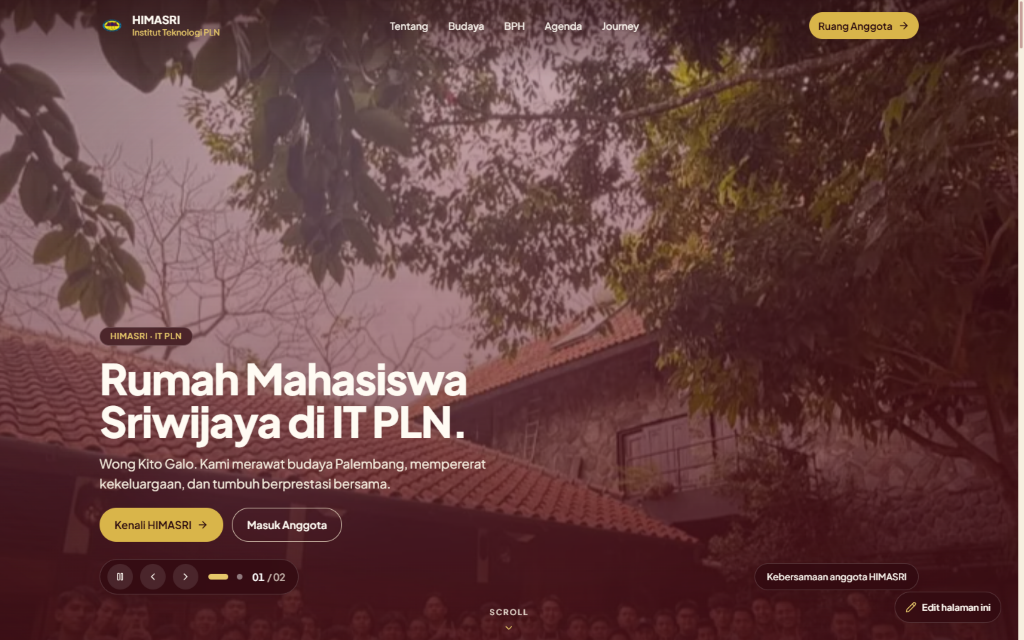 HIMASRI
Institut Teknologi PLN
Tentang
Budaya
BPH
Agenda
Journey
Ruang Anggota
HIMASRI · IT PLN
Rumah Mahasiswa
Sriwijaya di IT PLN.
Wong Kito Galo. Kami merawat budaya Palembang, mempererat
kekeluargaan, dan tumbuh berprestasi bersama.
Kenali HIMASRI
Masuk Anggota
01 / 02
Kebersamaan anggota HIMASRI
Edit halaman ini
SCROLL